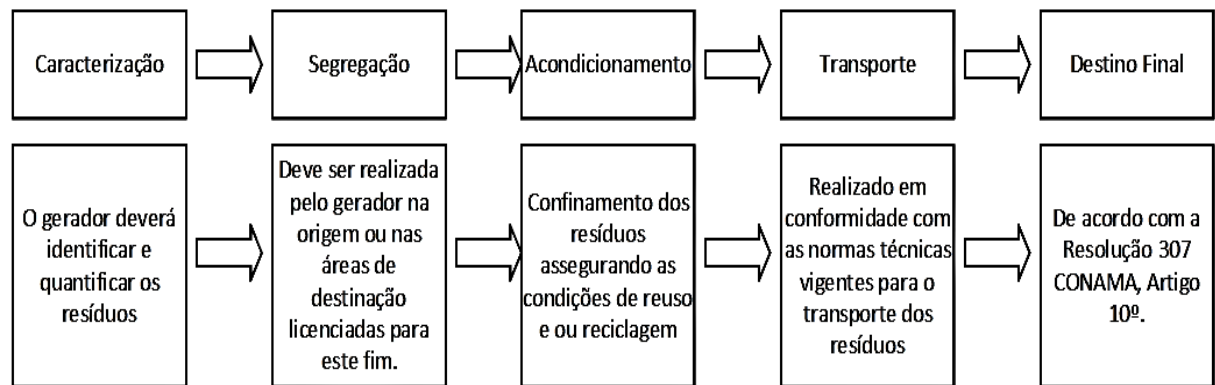 Caracterização
Segregação
Acondicionamento
Transporte
Destino Final
O gerador deverá
identificar e
quantificar os
resíduos
Deve ser realizada
pelo gerador na
origem ou nas
áreas de
destinação
licenciadas para
este fim.
Confinamento dos
resíduos
assegurando as
condições de reuso
e ou reciclagem
Realizado em
conformidade com
as normas técnicas
vigentes para o
transporte dos
resíduos
De acordo com a
Resolução 307
CONAMA, Artigo
10º.